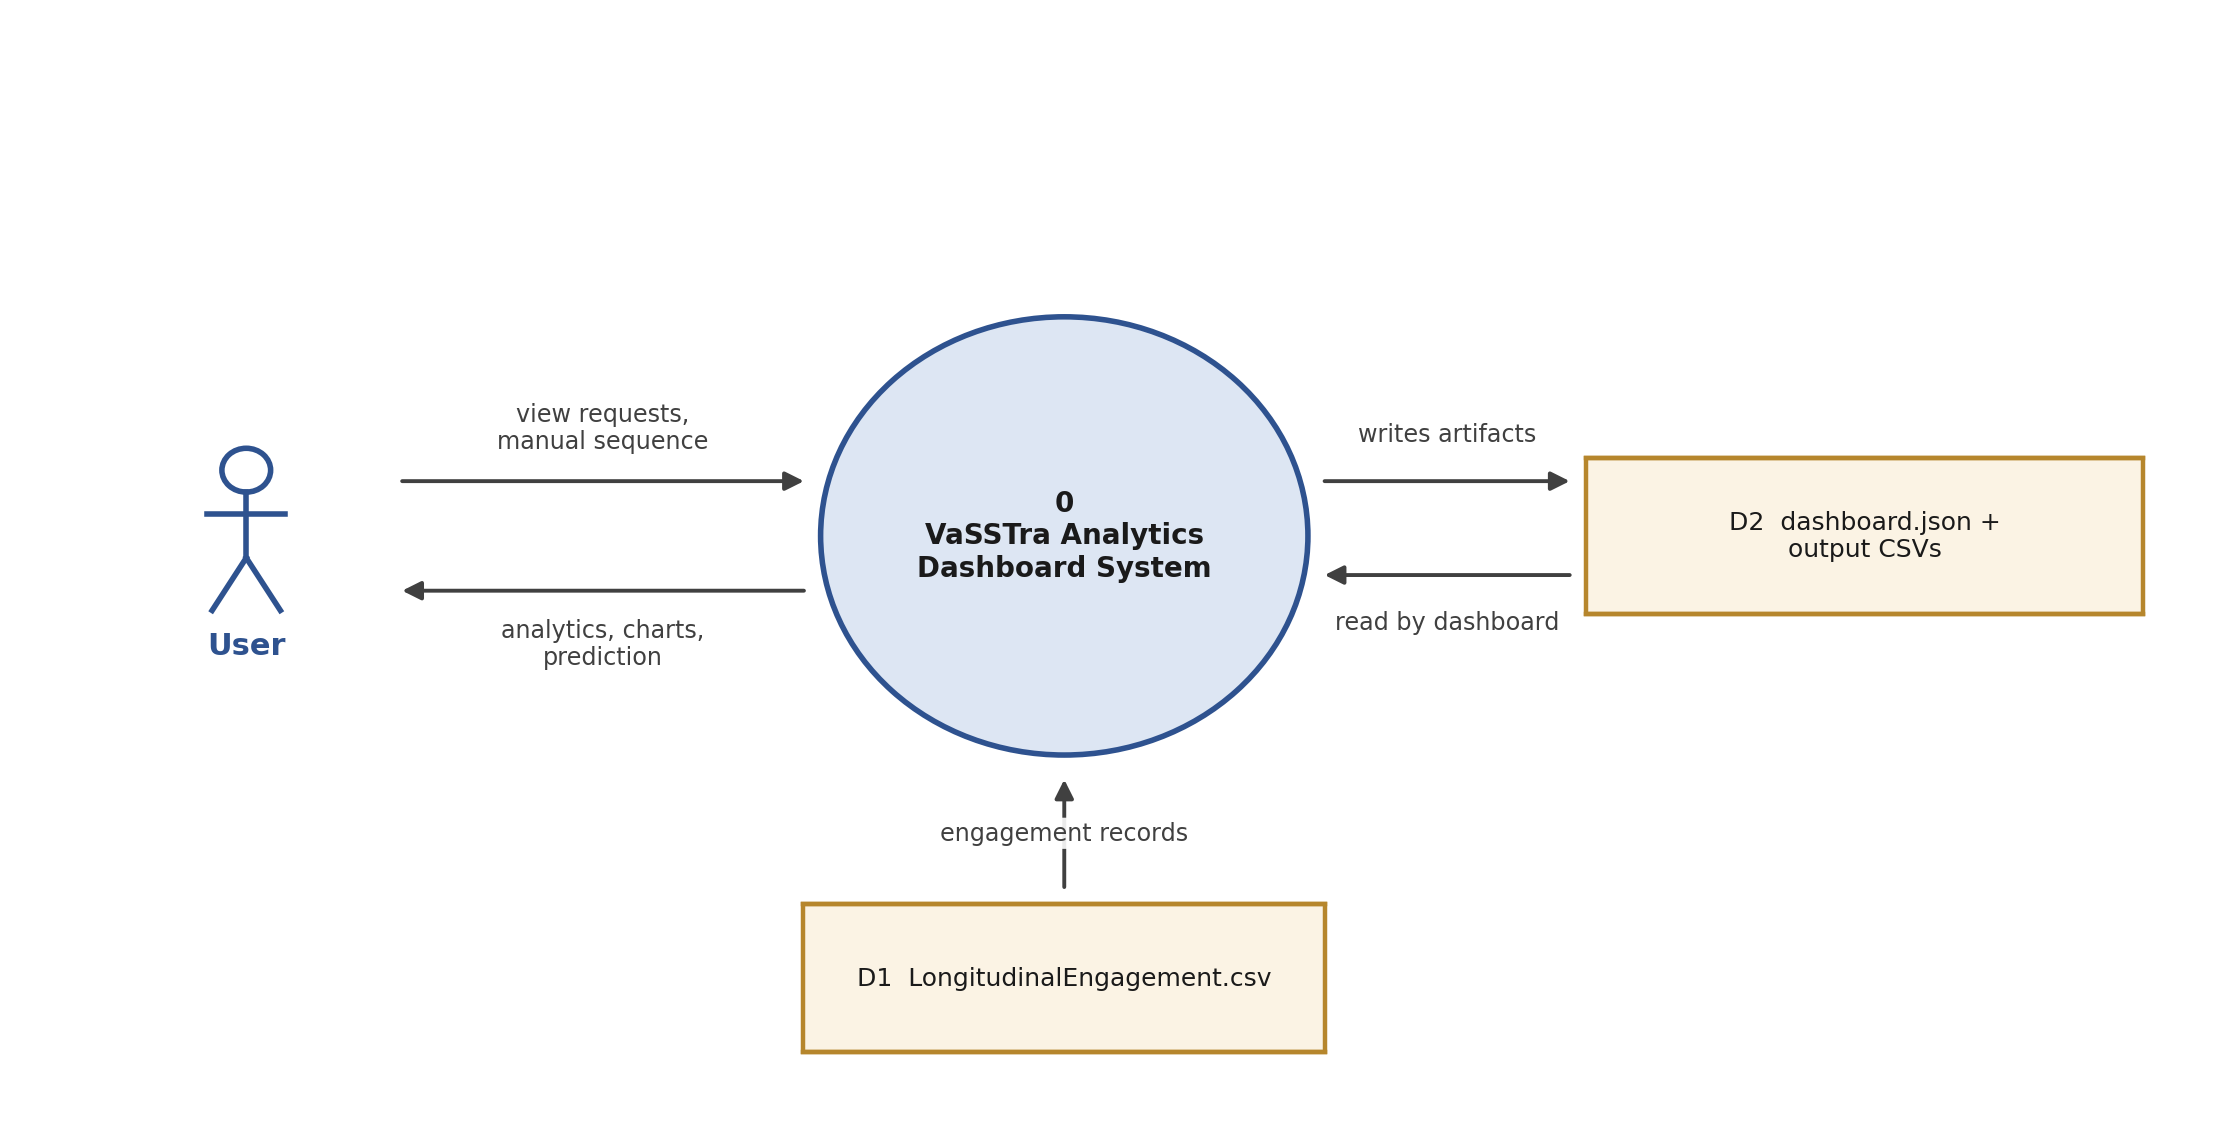 view requests,
manual sequence
User
analytics, charts,
prediction
0
VaSSTra Analytics
Dashboard System
writes artifacts
read by dashboard
D2  dashboard.json +
output CSVs
engagement records
D1  LongitudinalEngagement.csv